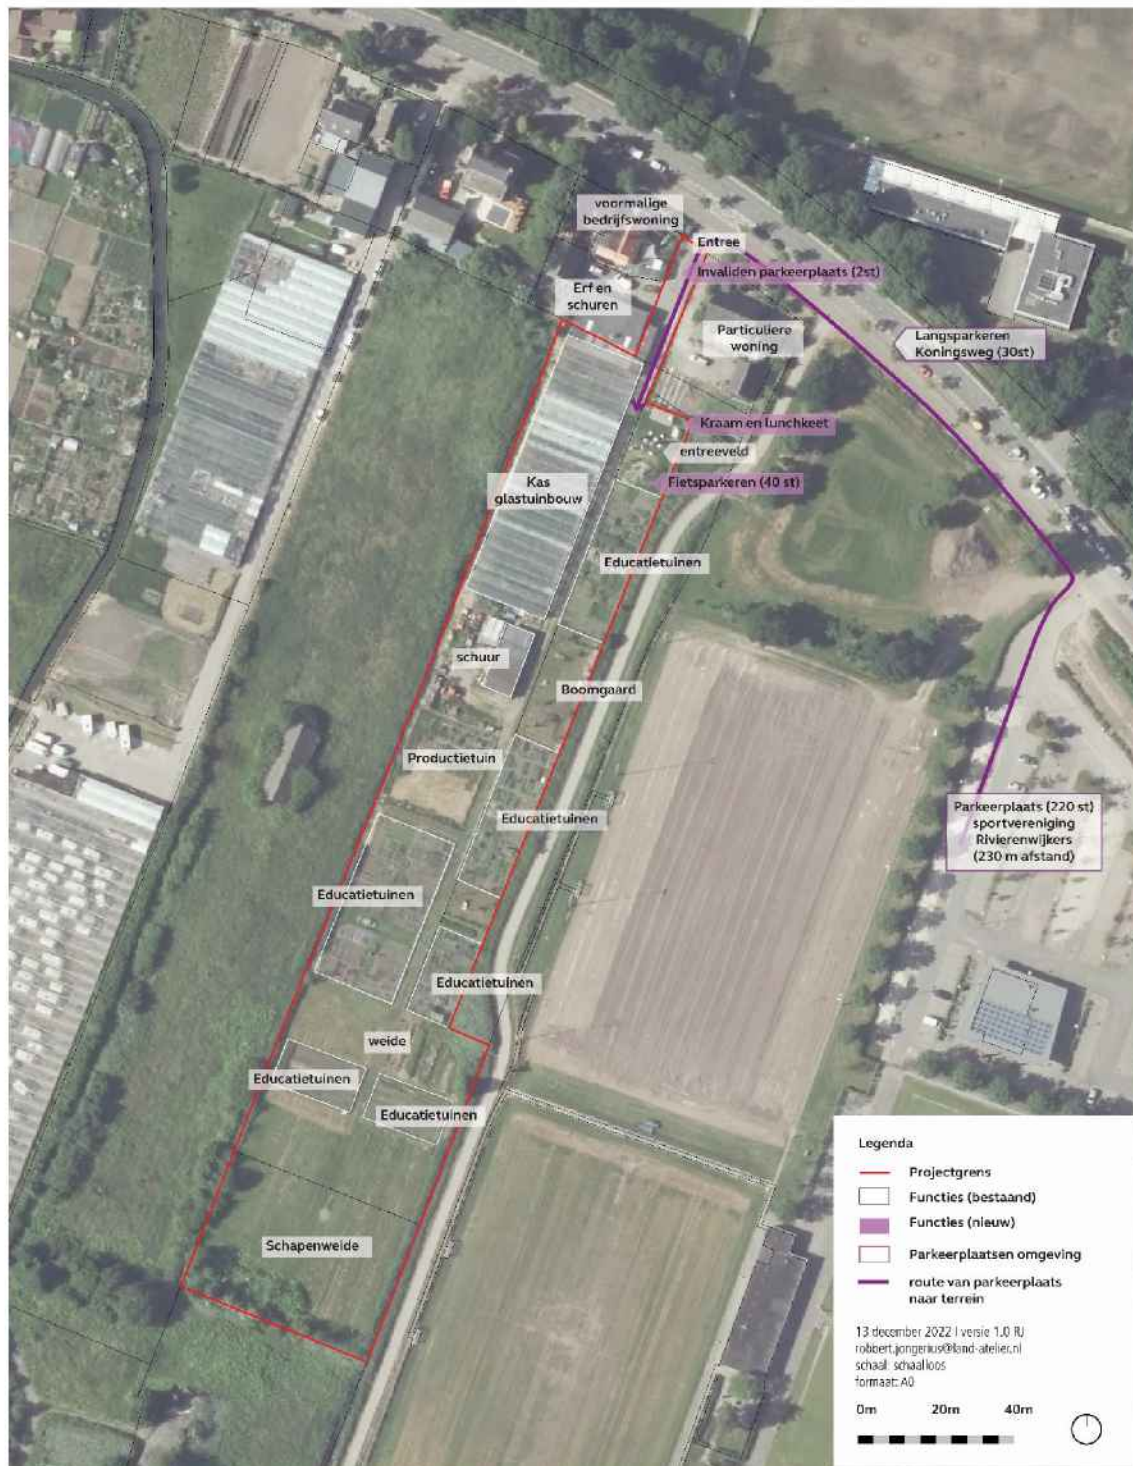 voormalige
bedrijfswoning
Entree
Invaliden parkeerplaats (2st)
Erf en
schuren
Particuliere
woning
Langsparkeren
Koningsweg (30st)
Kraam en lunchkeet
entreeveld
Kas
glastuinbouw
Fietsparkeren (40 st)
Educatietuinen
schuur
Boomgaard
Productietuin
Educatietuinen
Parkeerplaats (220 st)
sportvereniging
Rivierenwijkers
(230 m afstand)
Educatietuinen
Educatietuinen
weide
Educatietuinen
Educatietuinen
Schapenweide
Legenda
Projectgrens
Functies (bestaand)
Functies (nieuw)
Parkeerplaatsen omgeving
route van parkeerplaats
naar terrein
13 december 2022 | versie 1.0 RJ
robbert.jongerius@land-atelier.nl
schaal: schaalloos
formaat: A0
0m 20m 40m